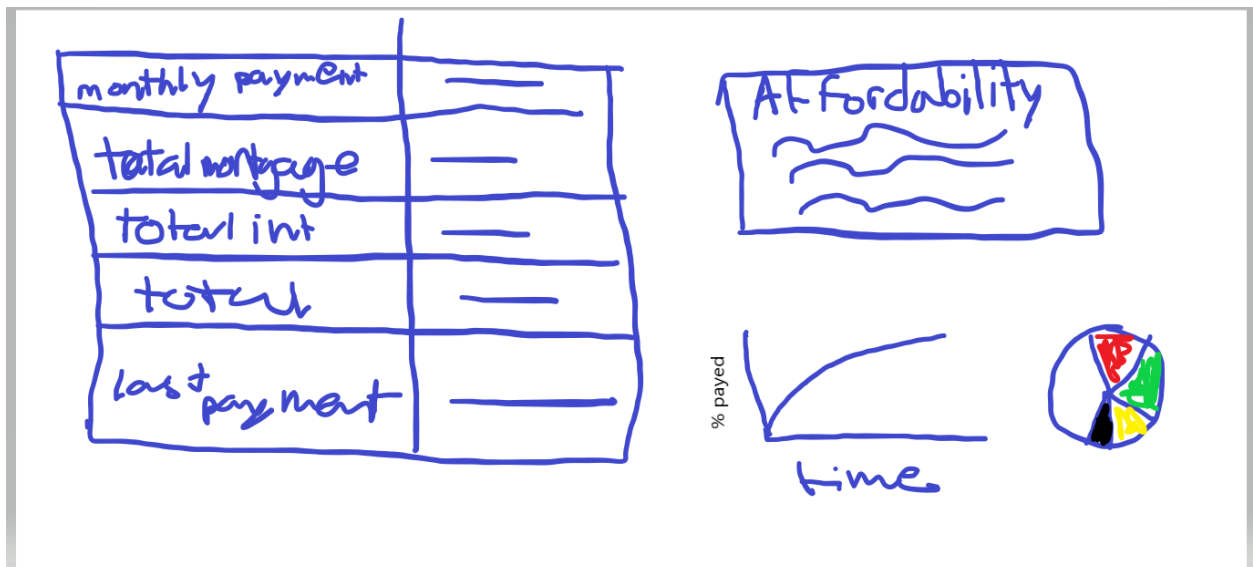 monthly payment
total mortgage
total int
total
last
payment
Affordability
% payed
time